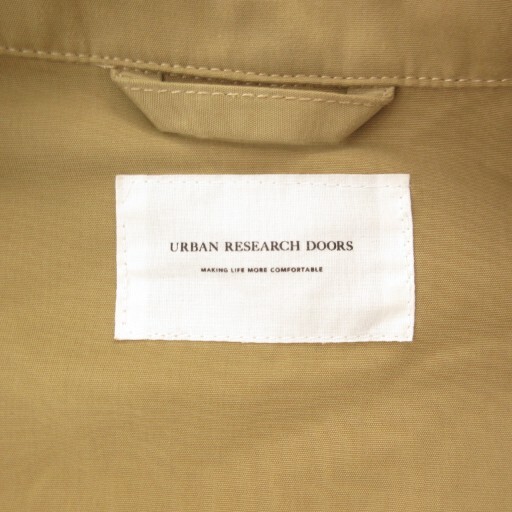 URBAN RESEARCH DOORS
MAKING LIFE MORE COMFORTABLE